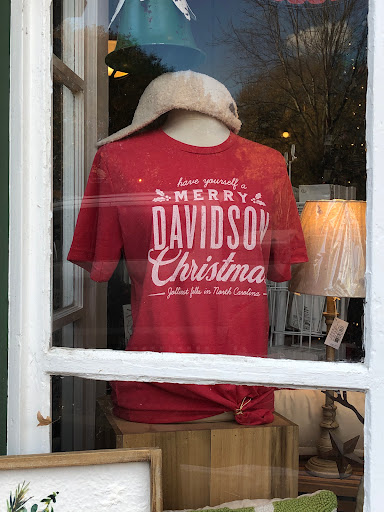 have yourself a
MERRY
DAVIDSON
Christmas
Jolliest folks in North Carolina